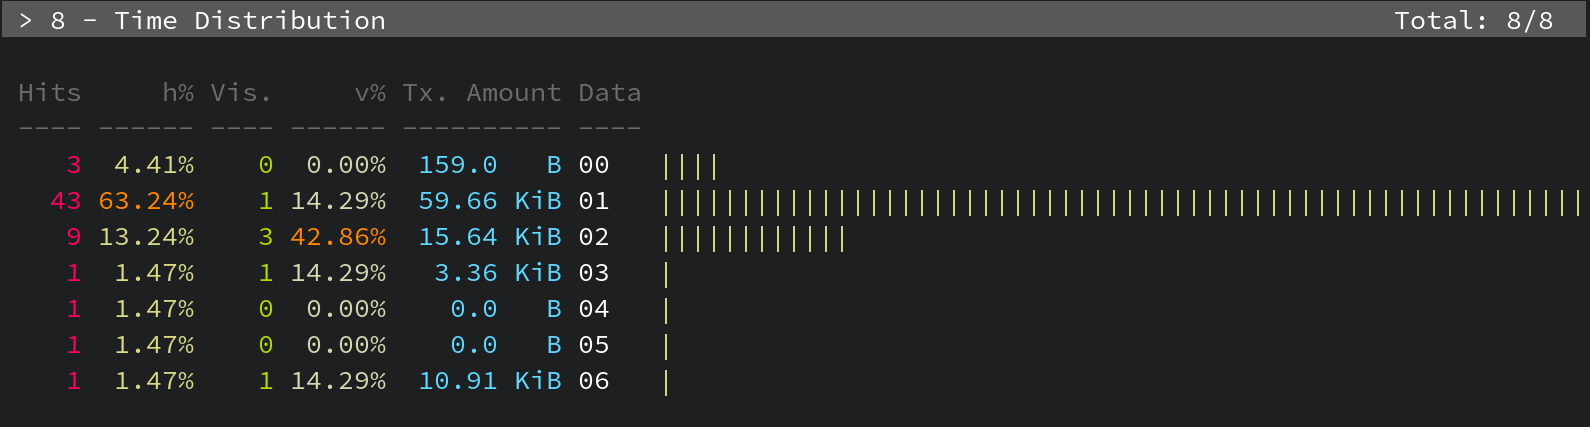 > 8 - Time Distribution Total: 8/8
Hits h% Vis. v% Tx. Amount Data
---- ------ ---- ------ ---------- ----
3 4.41% 0 0.00% 159.0 B 00 ||||
43 63.24% 1 14.29% 59.66 KiB 01 ||||||||||||||||||||||||||||||||||||||||||||||||||||||||||
9 13.24% 3 42.86% 15.64 KiB 02 ||||||||||||
1 1.47% 1 14.29% 3.36 KiB 03 |
1 1.47% 0 0.00% 0.0 B 04 |
1 1.47% 0 0.00% 0.0 B 05 |
1 1.47% 1 14.29% 10.91 KiB 06 |